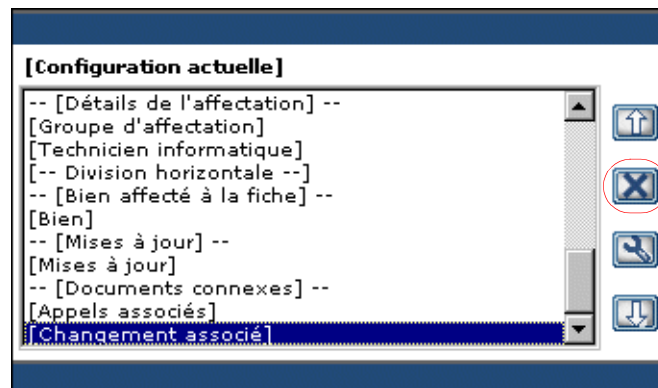 [Configuration actuelle]
-- [Détails de l'affectation] --
[Groupe d'affectation]
[Technicien informatique]
[-- Division horizontale --]
-- [Bien affecté à la fiche] --
[Bien]
-- [Mises à jour] --
[Mises à jour]
-- [Documents connexes] --
[Appels associés]
[Changement associé]